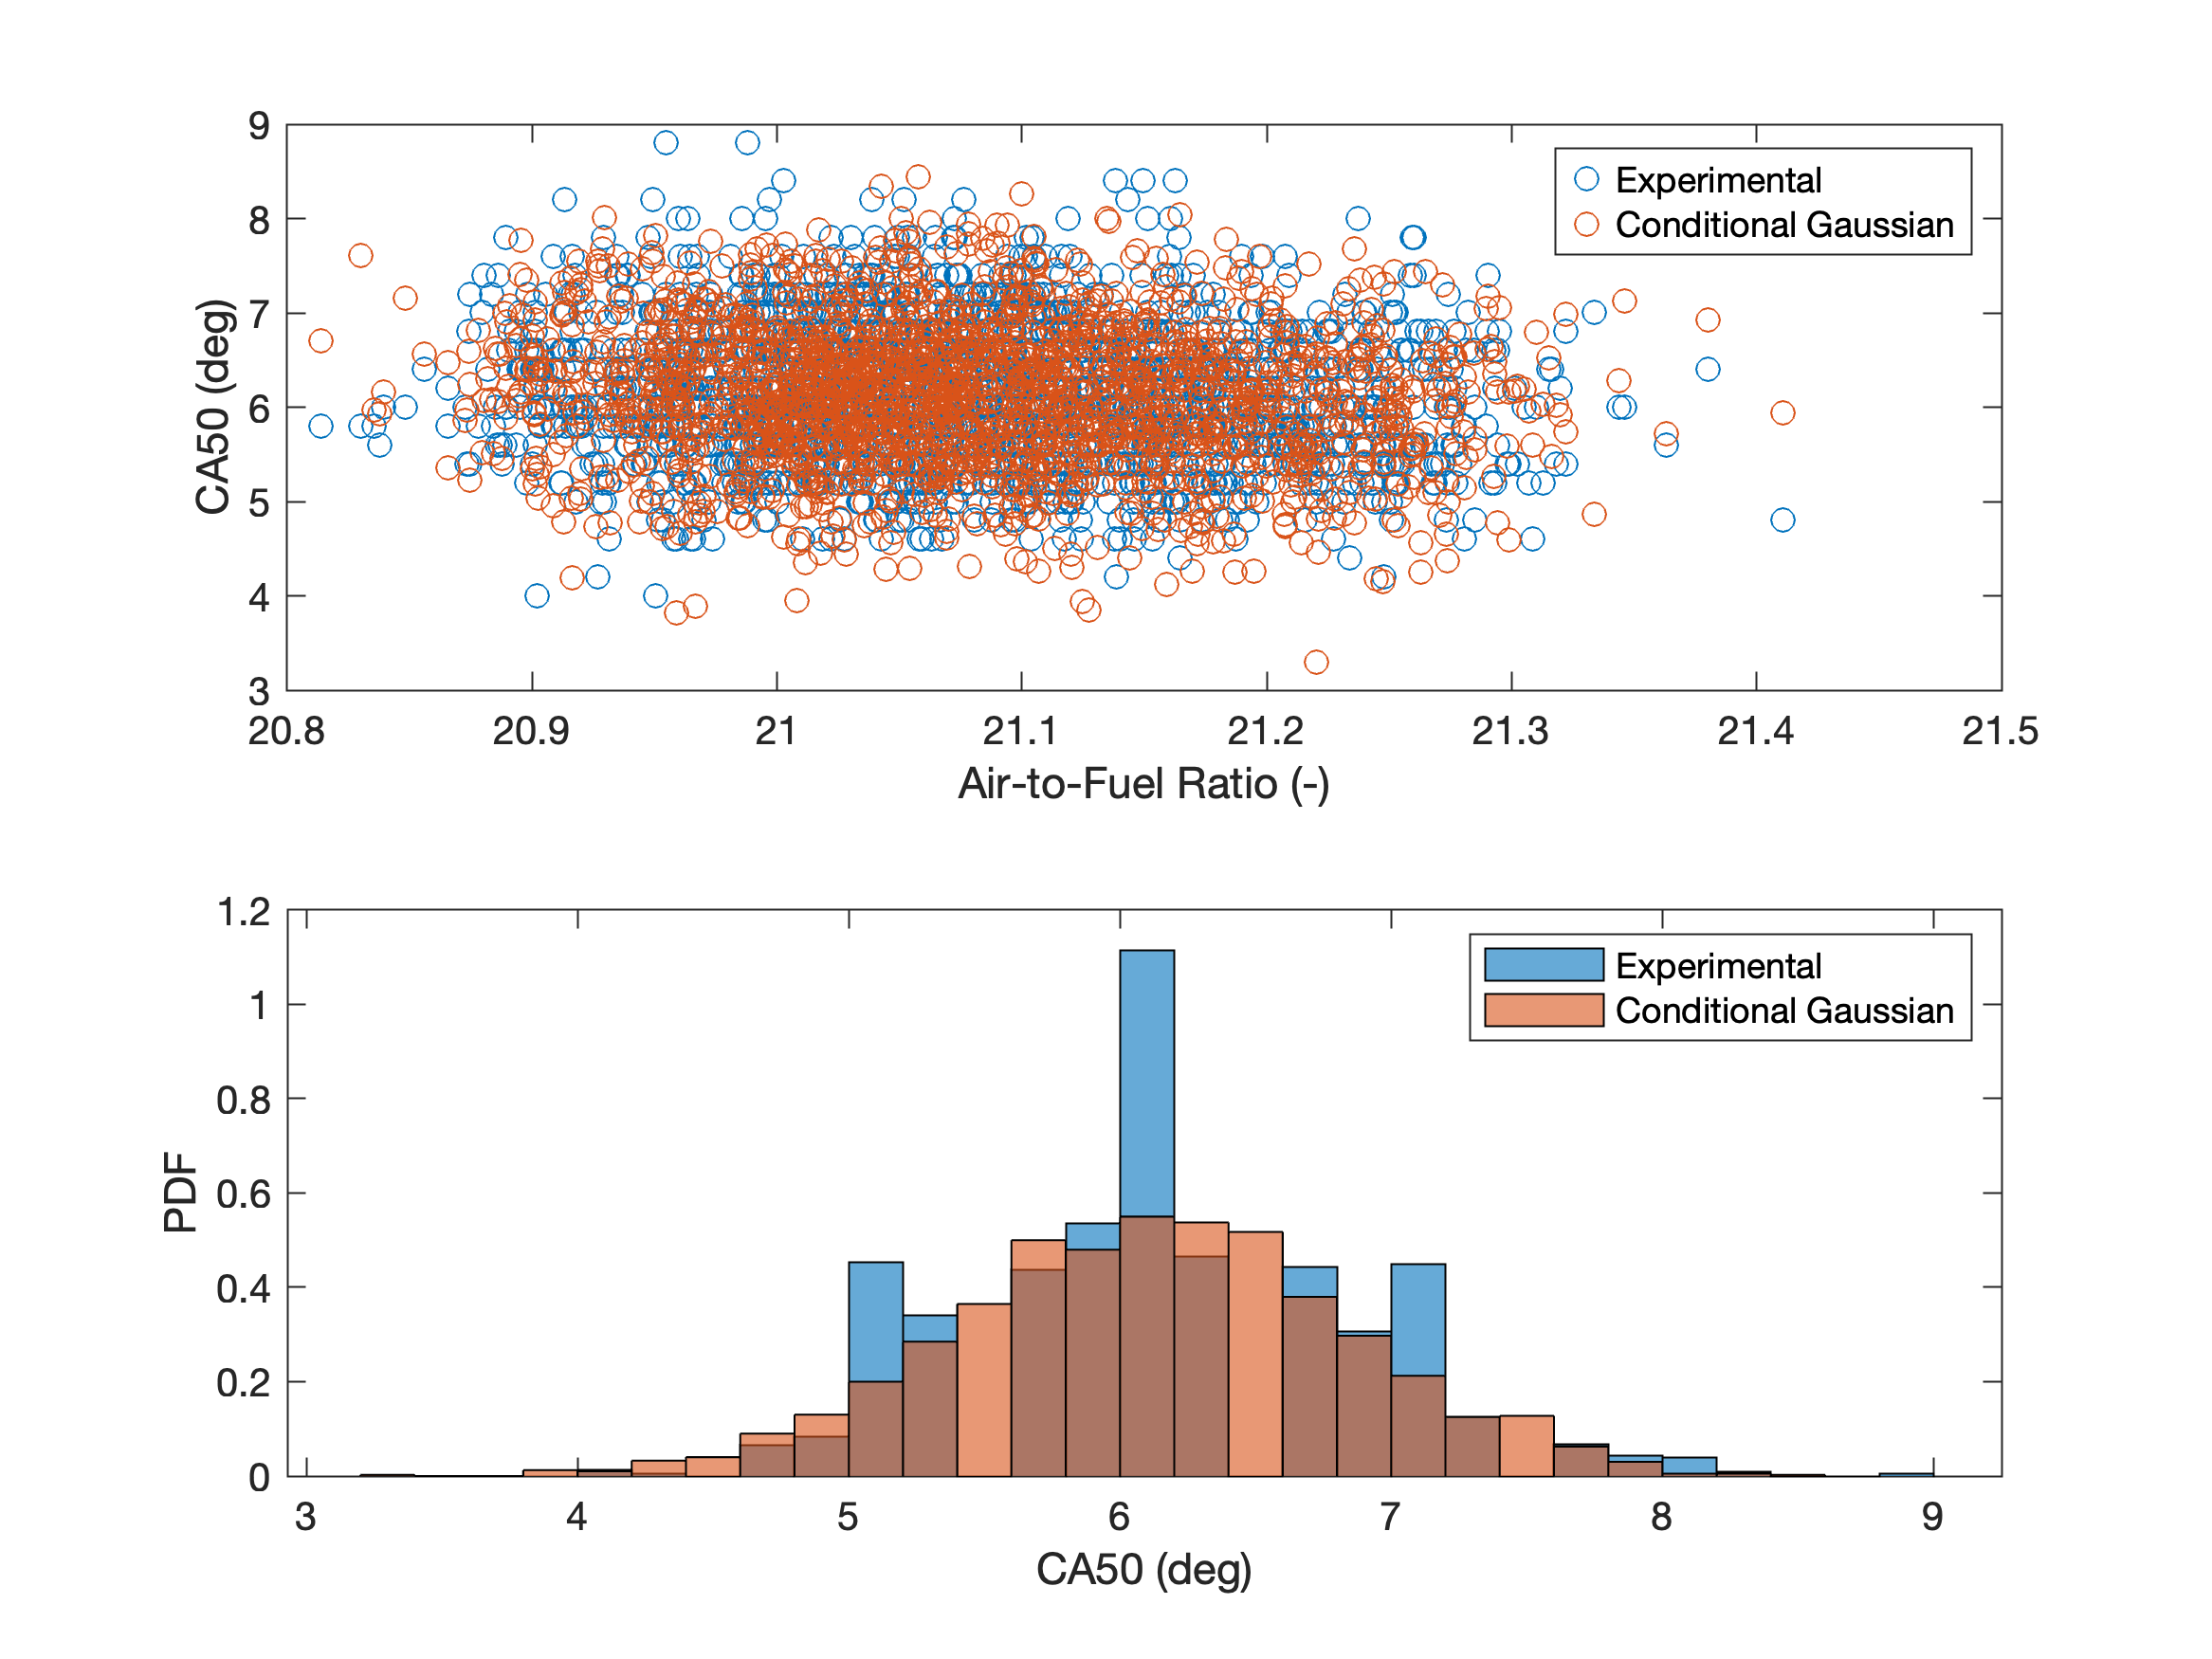 9
8
7
6
5
4
3
CA50 (deg)
Experimental
Conditional Gaussian
20.8 20.9 21 21.1 21.2 21.3 21.4 21.5
Air-to-Fuel Ratio (-)
1.2
1
0.8
0.6
0.4
0.2
0
PDF
Experimental
Conditional Gaussian
3 4 5 6 7 8 9
CA50 (deg)